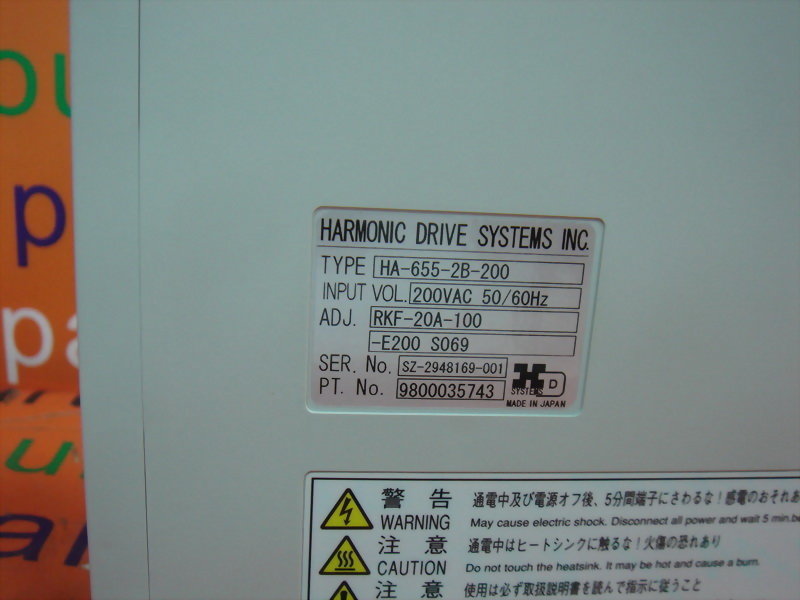 ou
p
pa
u
HARMONIC DRIVE SYSTEMS INC.
TYPE HA-655-2B-200
INPUT VOL. 200VAC 50/60Hz
ADJ. RKF-20A-100
-E200 S069
SER. No. SZ-2948169-001
PT. No. 9800035743
HD
SYSTEMS
MADE IN JAPAN
警告 通電中及び電源オフ後、5分間端子にさわるな!感電のおそれあ
WARNING May cause electric shock. Disconnect all power and wait 5 min.be
注意 通電中はヒートシンクに触るな!火傷の恐れあり
CAUTION Do not touch the heatsink. It may be hot and cause a burn.
注意 使用は必ず取扱説明書を読んで指示に従うこと